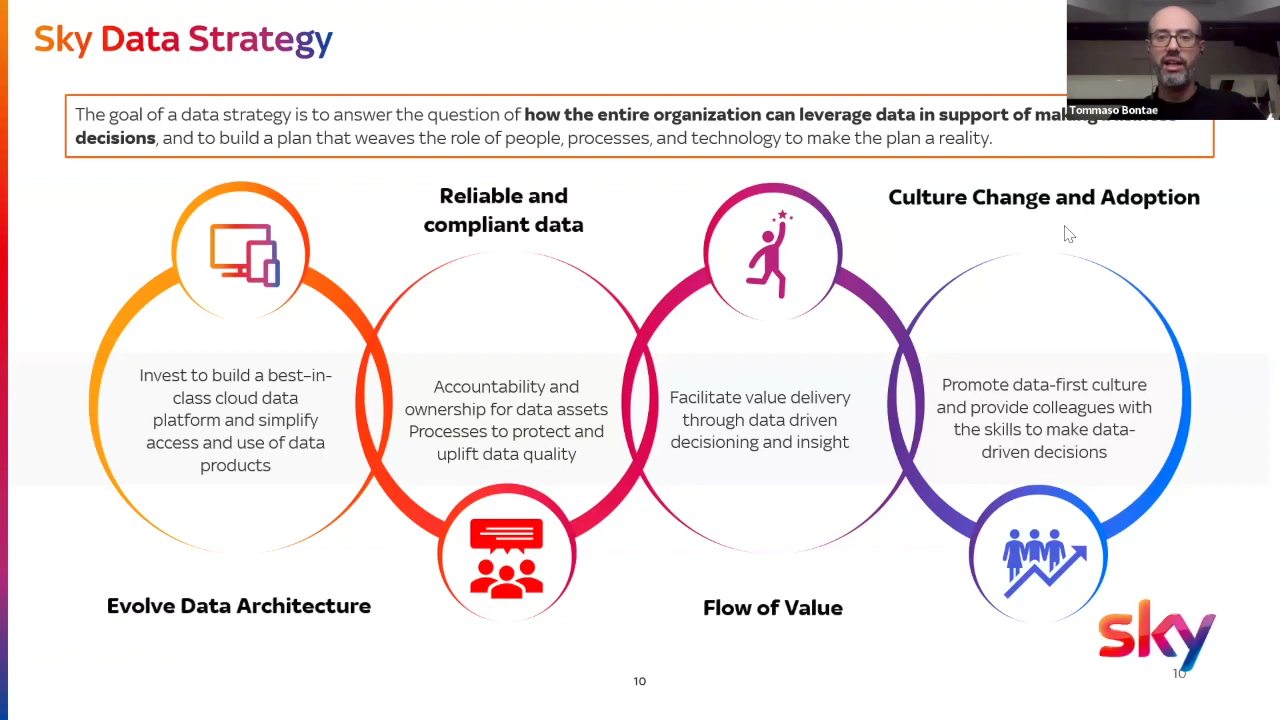 Sky Data Strategy
Tommaso Bontae
The goal of a data strategy is to answer the question of how the entire organization can leverage data in support of
decisions, and to build a plan that weaves the role of people, processes, and technology to make the plan a reality.
Reliable and
compliant data
Culture Change and Adoption
Invest to build a best–in-
class cloud data
platform and simplify
access and use of data
products
Accountability and
ownership for data assets
Processes to protect and
uplift data quality
Facilitate value delivery
through data driven
decisioning and insight
Promote data-first culture
and provide colleagues with
the skills to make data-
driven decisions
Evolve Data Architecture
Flow of Value
sky
10
10